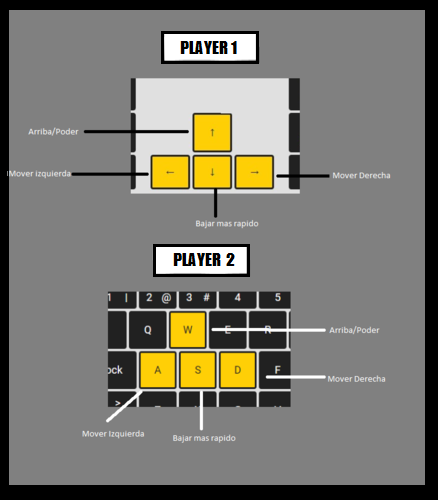 PLAYER 1
Arriba/Poder
↑
Mover Izquierda
← ↓ →
Mover Derecha
Bajar mas rapido
PLAYER 2
1 | 2 @ 3 # 4 5
Q W E R
Arriba/Poder
ock A S D F
Mover Derecha
>
Mover Izquierda
Bajar mas rapido